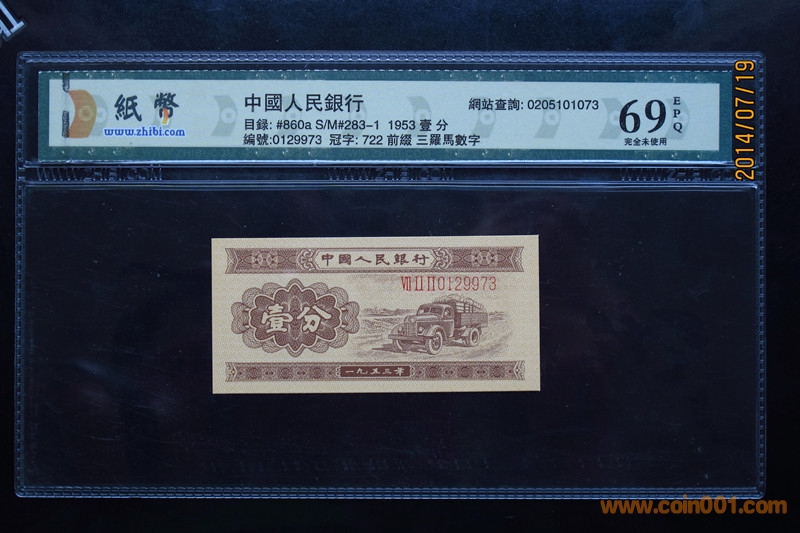 紙幣
www.zhibi.com
中國人民銀行
網站查詢: 0205101073
目録: #860a S/M#283-1 1953 壹 分
編號:0129973 冠字: 722 前綴 三羅馬數字
69
EPQ
完全未使用
2014/07/19
中國人民銀行
Ⅶ Ⅱ Ⅱ 0129973
壹分
一九五三年
www.coin001.com